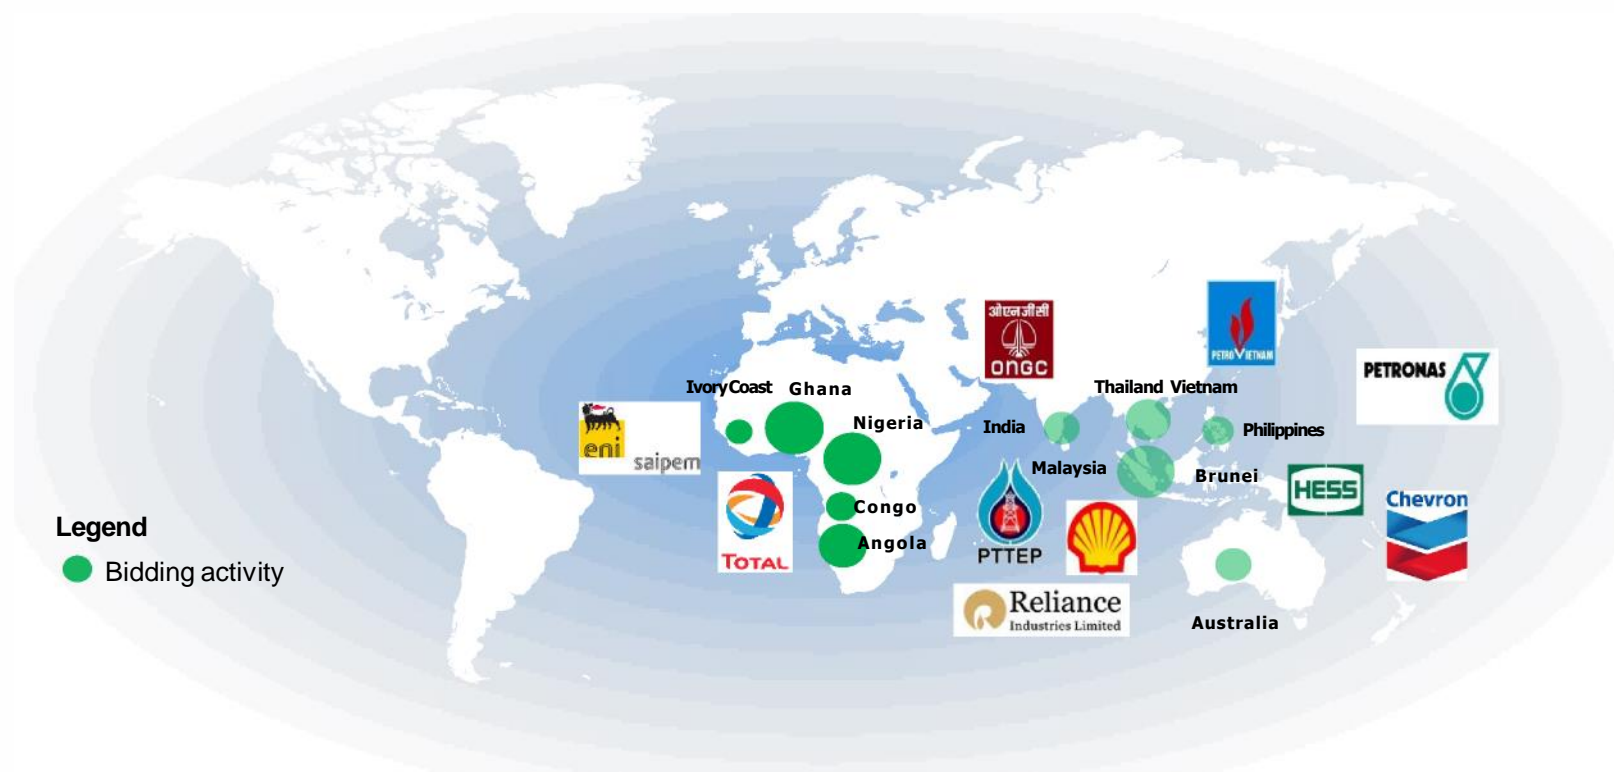 ओएनजीसी
ONGC
PETROVIETNAM
PETRONAS
Ivory Coast
Ghana
Thailand Vietnam
eni
saipem
Nigeria
India
Philippines
Malaysia
Brunei
HESS
Chevron
Congo
Angola
TOTAL
PTTEP
Legend
Bidding activity
Reliance
Industries Limited
Australia